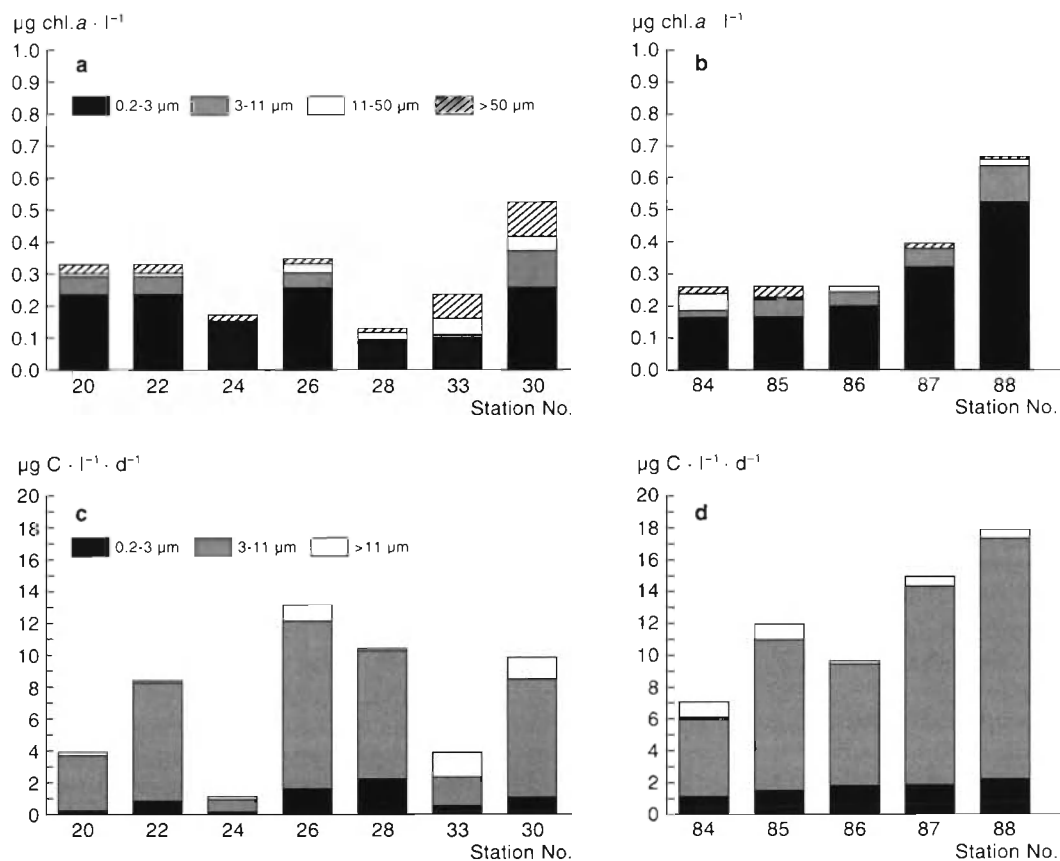 µg chl.a · l⁻¹
1.0
0.9
0.8
0.7
0.6
0.5
0.4
0.3
0.2
0.1
0.0
a
0.2-3 µm 3-11 µm 11-50 µm >50 µm
20 22 24 26 28 33 30
Station No.
µg chl.a l⁻¹
1.0
0.9
0.8
0.7
0.6
0.5
0.4
0.3
0.2
0.1
0.0
b
84 85 86 87 88
Station No.
µg C · l⁻¹ · d⁻¹
20
18
16
14
12
10
8
6
4
2
0
c
0.2-3 µm 3-11 µm >11 µm
20 22 24 26 28 33 30
Station No.
µg C · l⁻¹ · d⁻¹
20
18
16
14
12
10
8
6
4
2
0
d
84 85 86 87 88
Station No.